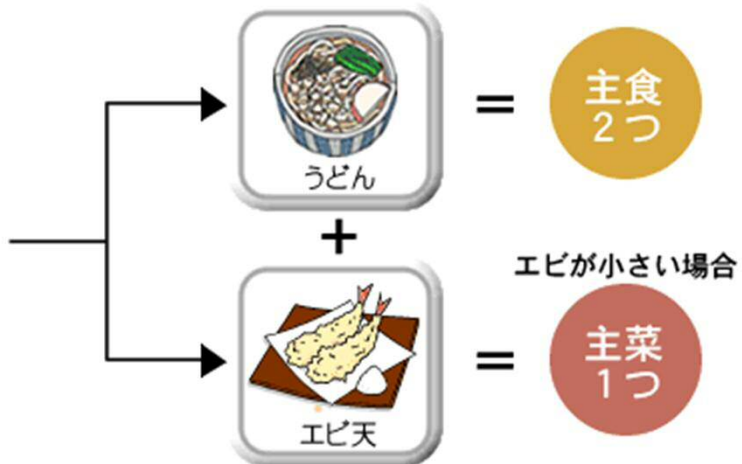 うどん
=
主食
2つ
+
エビが小さい場合
エビ天
=
主菜
1つ